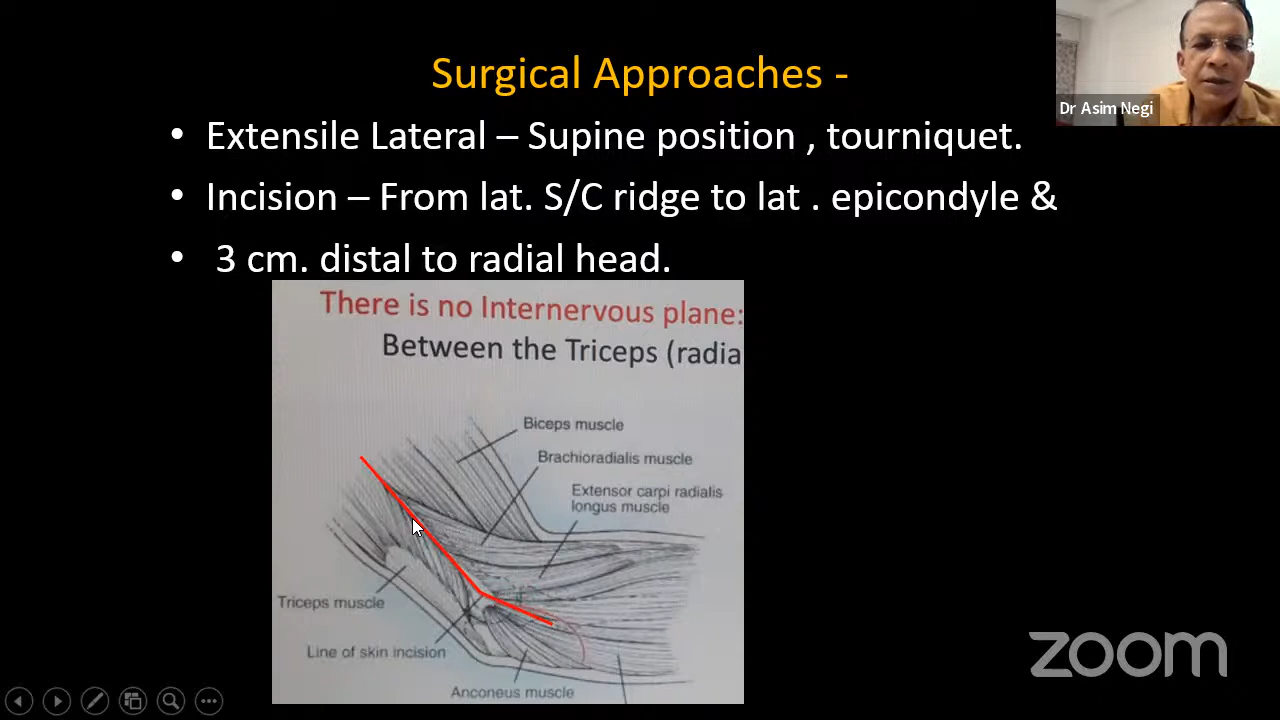 Surgical Approaches -
Dr Asim Negi
• Extensile Lateral – Supine position , tourniquet.
• Incision – From lat. S/C ridge to lat . epicondyle &
• 3 cm. distal to radial head.
There is no Internervous plane:
Between the Triceps (radia
Biceps muscle
Brachioradialis muscle
Extensor carpi radialis
longus muscle
Triceps muscle
Line of skin incision
Anconeus muscle
zoom